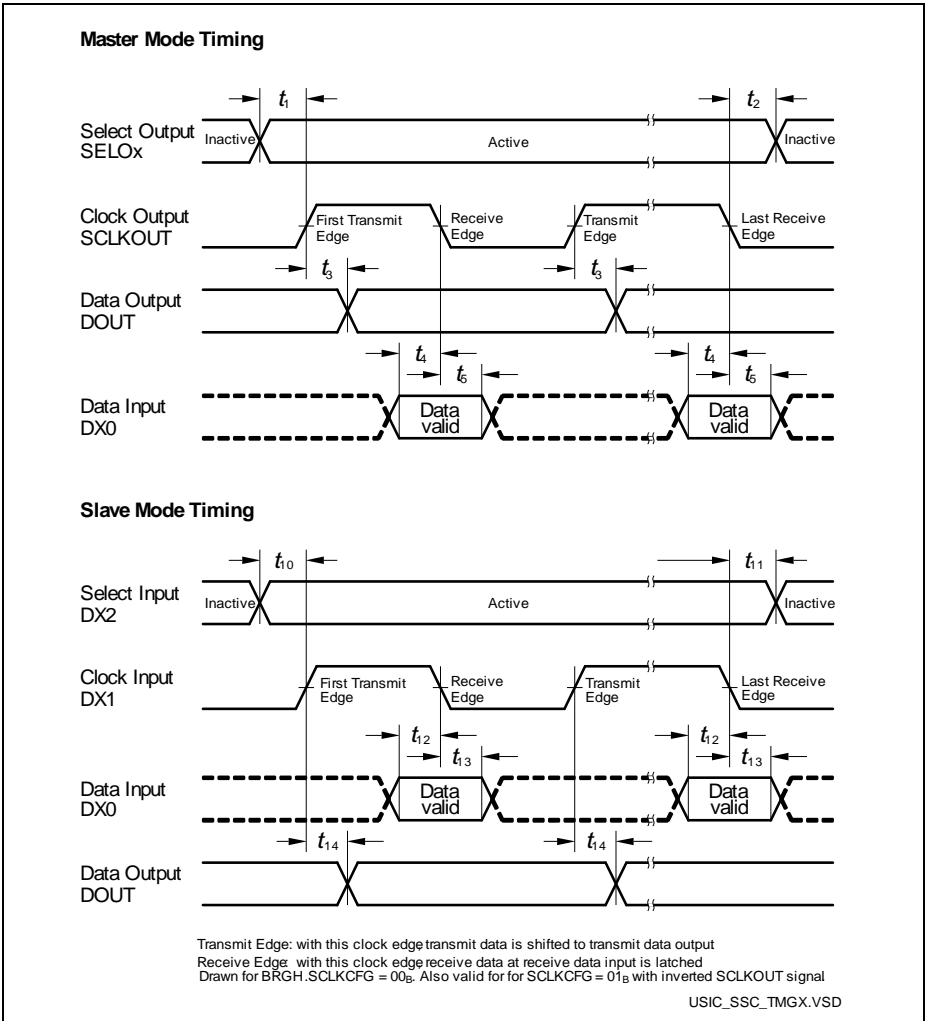 Master Mode Timing
t1
t2
Select Output
SELOx
Inactive
Active
Inactive
Clock Output
SCLKOUT
First Transmit
Edge
Receive
Edge
Transmit
Edge
Last Receive
Edge
t3
t3
Data Output
DOUT
t4
t5
t4
t5
Data Input
DX0
Data
valid
Data
valid
Slave Mode Timing
t10
t11
Select Input
DX2
Inactive
Active
Inactive
Clock Input
DX1
First Transmit
Edge
Receive
Edge
Transmit
Edge
Last Receive
Edge
t12
t13
t12
t13
Data Input
DX0
Data
valid
Data
valid
t14
t14
Data Output
DOUT
Transmit Edge: with this clock edge, transmit data is shifted to transmit data output
Receive Edge: with this clock edge, receive data at receive data input is latched
Drawn for BRGH.SCLKCFG = 00B. Also valid for for SCLKCFG = 01B with inverted SCLKOUT signal.
USIC_SSC_TMGX.VSD